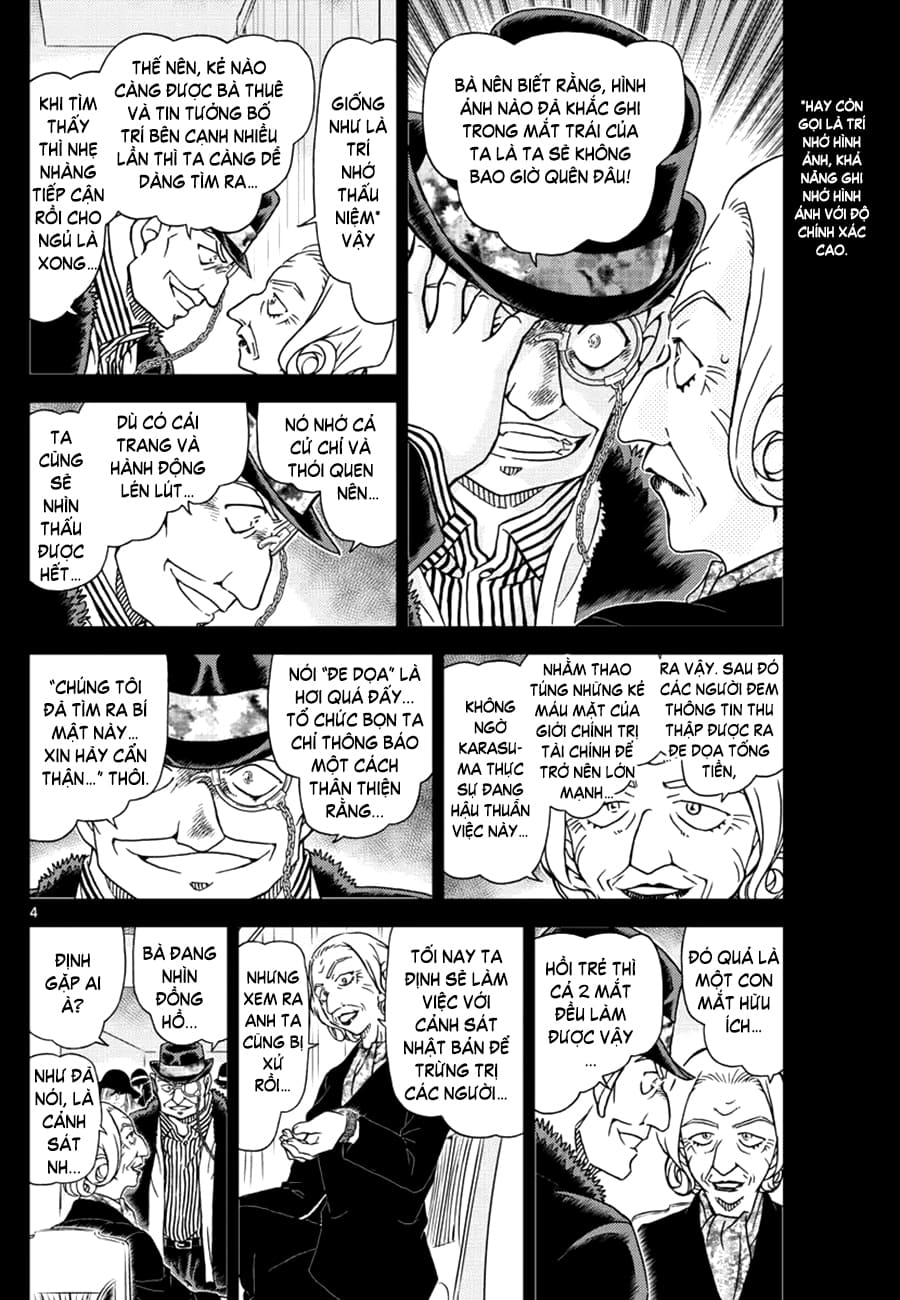 "HAY CÒN
GỌI LÀ TRÍ
NHỚ HÌNH
ẢNH, KHẢ
NĂNG GHI
NHỚ HÌNH
ẢNH VỚI ĐỘ
CHÍNH XÁC
CAO.
BÀ NÊN BIẾT RẰNG, HÌNH
ẢNH NÀO ĐÃ KHẮC GHI
TRONG MẮT TRÁI CỦA
TA LÀ TA SẼ KHÔNG
BAO GIỜ QUÊN ĐÂU!
GIỐNG
NHƯ LÀ
TRÍ
NHỚ
THẤU
NIỆM*
VẬY
THẾ NÊN, KẺ NÀO
CÀNG ĐƯỢC BÀ THUÊ
VÀ TIN TƯỞNG BỐ
TRÍ BÊN CẠNH NHIỀU
LẦN THÌ TA CÀNG DỄ
DÀNG TÌM RA...
KHI TÌM
THẤY
THÌ NHẸ
NHÀNG
TIẾP CẬN
RỒI CHO
NGỦ LÀ
XONG...
NÓ NHỚ CẢ
CỬ CHỈ VÀ
THÓI QUEN
NÊN...
DÙ CÓ CẢI
TRANG VÀ
HÀNH ĐỘNG
LÉN LÚT...
TA
CŨNG
SẼ
NHÌN
THẤU
ĐƯỢC
HẾT...
RA VẬY. SAU ĐÓ
CÁC NGƯỜI ĐEM
THÔNG TIN THU
THẬP ĐƯỢC RA
ĐE DỌA TỐNG
TIỀN,
NHẰM THAO
TÚNG NHỮNG KẺ
MÁU MẶT CỦA
GIỚI CHÍNH TRỊ
TÀI CHÍNH ĐỂ
TRỞ NÊN LỚN
MẠNH...
KHÔNG
NGỜ
KARASU-
MA THỰC
SỰ ĐANG
HẬU THUẪN
VIỆC NÀY...
NÓI "ĐE DỌA" LÀ
HƠI QUÁ ĐẤY...
TỔ CHỨC BỌN TA
CHỈ THÔNG BÁO
MỘT CÁCH
THÂN THIỆN
RẰNG...
"CHÚNG TÔI
ĐÃ TÌM RA BÍ
MẬT NÀY...
XIN HÃY CẨN
THẬN..." THÔI.
4
ĐÓ QUẢ LÀ
MỘT CON
MẮT HỮU
ÍCH...
HỒI TRẺ THÌ
CẢ 2 MẮT
ĐỀU LÀM
ĐƯỢC VẬY
...
TỐI NAY TA
ĐỊNH SẼ LÀM
VIỆC VỚI
CẢNH SÁT
NHẬT BẢN ĐỂ
TRỪNG TRỊ
CÁC NGƯỜI...
NHƯNG
XEM RA
ANH TA
CŨNG BỊ
XỬ
RỒI...
BÀ ĐANG
NHÌN
ĐỒNG
HỒ...
ĐỊNH
GẶP AI
À?
NHƯ ĐÃ
NÓI, LÀ
CẢNH
SÁT
NH...